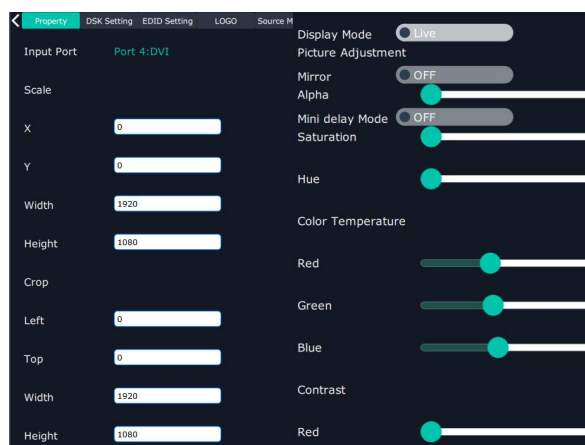 Property DSK Setting EDID Setting LOGO Source M
Input Port Port 4:DVI
Scale
X 0
Y 0
Width 1920
Height 1080
Crop
Left 0
Top 0
Width 1920
Height 1080
Display Mode Live
Picture Adjustment
Mirror OFF
Alpha
Mini delay Mode OFF
Saturation
Hue
Color Temperature
Red
Green
Blue
Contrast
Red